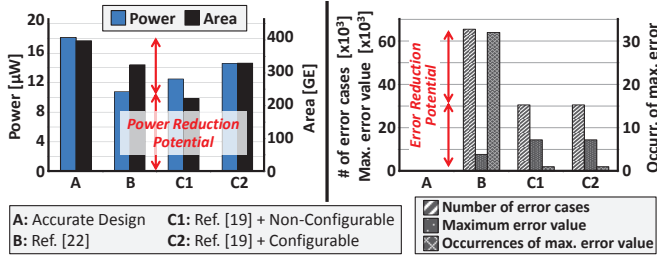 Power Area
20
16
12
8
4
0
Power [µW]
400
300
200
100
0
Area [GE]
Power Reduction
Potential
A B C1 C2
60
40
20
0
# of error cases [x10³]
Max. error value [x10³]
30
20
10
0
Occurr. of max. error
Error Reduction
Potential
A B C1 C2
A: Accurate Design C1: Ref. [19] + Non-Configurable
B: Ref. [22] C2: Ref. [19] + Configurable
Number of error cases
Maximum error value
Occurrences of max. error value